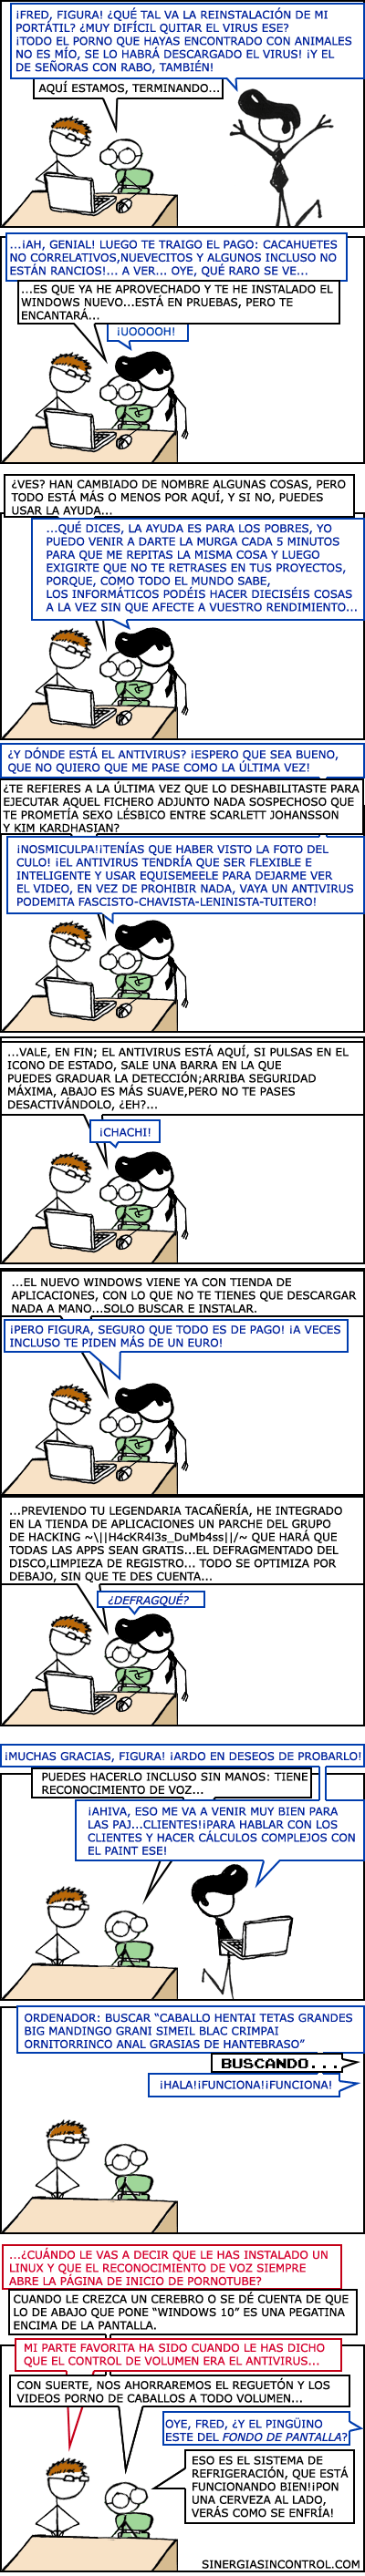 ¡FRED, FIGURA! ¿QUÉ TAL VA LA REINSTALACIÓN DE MI
PORTÁTIL? ¿MUY DIFÍCIL QUITAR EL VIRUS ESE?
¡TODO EL PORNO QUE HAYAS ENCONTRADO CON ANIMALES
NO ES MÍO, SE LO HABRÁ DESCARGADO EL VIRUS! ¡Y EL
DE SEÑORAS CON RABO, TAMBIÉN!
AQUÍ ESTAMOS, TERMINANDO...
...¡AH, GENIAL! LUEGO TE TRAIGO EL PAGO: CACAHUETES
NO CORRELATIVOS,NUEVECITOS Y ALGUNOS INCLUSO NO
ESTÁN RANCIOS!... A VER... OYE, QUÉ RARO SE VE...
...ES QUE YA HE APROVECHADO Y TE HE INSTALADO EL
WINDOWS NUEVO...ESTÁ EN PRUEBAS, PERO TE
ENCANTARÁ...
¡UOOOOH!
¿VES? HAN CAMBIADO DE NOMBRE ALGUNAS COSAS, PERO
TODO ESTÁ MÁS O MENOS POR AQUÍ, Y SI NO, PUEDES
USAR LA AYUDA...
...QUÉ DICES, LA AYUDA ES PARA LOS POBRES, YO
PUEDO VENIR A DARTE LA MURGA CADA 5 MINUTOS
PARA QUE ME REPITAS LA MISMA COSA Y LUEGO
EXIGIRTE QUE NO TE RETRASES EN TUS PROYECTOS,
PORQUE, COMO TODO EL MUNDO SABE,
LOS INFORMÁTICOS PODÉIS HACER DIECISÉIS COSAS
A LA VEZ SIN QUE AFECTE A VUESTRO RENDIMIENTO...
¿Y DÓNDE ESTÁ EL ANTIVIRUS? ¡ESPERO QUE SEA BUENO,
QUE NO QUIERO QUE ME PASE COMO LA ÚLTIMA VEZ!
¿TE REFIERES A LA ÚLTIMA VEZ QUE LO DESHABILITASTE PARA
EJECUTAR AQUEL FICHERO ADJUNTO NADA SOSPECHOSO QUE
TE PROMETÍA SEXO LÉSBICO ENTRE SCARLETT JOHANSSON
Y KIM KARDHASIAN?
¡NOSMICULPA!¡TENÍAS QUE HABER VISTO LA FOTO DEL
CULO! ¡EL ANTIVIRUS TENDRÍA QUE SER FLEXIBLE E
INTELIGENTE Y USAR EQUISEMEELE PARA DEJARME VER
EL VIDEO, EN VEZ DE PROHIBIR NADA, VAYA UN ANTIVIRUS
PODEMITA FASCISTO-CHAVISTA-LENINISTA-TUITERO!
...VALE, EN FIN; EL ANTIVIRUS ESTÁ AQUÍ, SI PULSAS EN EL
ICONO DE ESTADO, SALE UNA BARRA EN LA QUE
PUEDES GRADUAR LA DETECCIÓN;ARRIBA SEGURIDAD
MÁXIMA, ABAJO ES MÁS SUAVE,PERO NO TE PASES
DESACTIVÁNDOLO, ¿EH?...
¡CHACHI!
...EL NUEVO WINDOWS VIENE YA CON TIENDA DE
APLICACIONES, CON LO QUE NO TE TIENES QUE DESCARGAR
NADA A MANO...SOLO BUSCAR E INSTALAR.
¡PERO FIGURA, SEGURO QUE TODO ES DE PAGO! ¡A VECES
INCLUSO TE PIDEN MÁS DE UN EURO!
...PREVIENDO TU LEGENDARIA TACAÑERÍA, HE INTEGRADO
EN LA TIENDA DE APLICACIONES UN PARCHE DEL GRUPO
DE HACKING ~\||H4cKR4l3s_DuMb4ss||/~ QUE HARÁ QUE
TODAS LAS APPS SEAN GRATIS...EL DEFRAGMENTADO DEL
DISCO,LIMPIEZA DE REGISTRO... TODO SE OPTIMIZA POR
DEBAJO, SIN QUE TE DES CUENTA...
¿DEFRAGQUÉ?
¡MUCHAS GRACIAS, FIGURA! ¡ARDO EN DESEOS DE PROBARLO!
PUEDES HACERLO INCLUSO SIN MANOS: TIENE
RECONOCIMIENTO DE VOZ...
¡AHIVA, ESO ME VA A VENIR MUY BIEN PARA
LAS PAJ...CLIENTES!¡PARA HABLAR CON LOS
CLIENTES Y HACER CÁLCULOS COMPLEJOS CON
EL PAINT ESE!
ORDENADOR: BUSCAR "CABALLO HENTAI TETAS GRANDES
BIG MANDINGO GRANI SIMEIL BLAC CRIMPAI
ORNITORRINCO ANAL GRASIAS DE HANTEBRASO"
BUSCANDO...
¡HALA!¡FUNCIONA!¡FUNCIONA!
...¿CUÁNDO LE VAS A DECIR QUE LE HAS INSTALADO UN
LINUX Y QUE EL RECONOCIMIENTO DE VOZ SIEMPRE
ABRE LA PÁGINA DE INICIO DE PORNOTUBE?
CUANDO LE CREZCA UN CEREBRO O SE DÉ CUENTA DE QUE
LO DE ABAJO QUE PONE "WINDOWS 10" ES UNA PEGATINA
ENCIMA DE LA PANTALLA.
MI PARTE FAVORITA HA SIDO CUANDO LE HAS DICHO
QUE EL CONTROL DE VOLUMEN ERA EL ANTIVIRUS...
CON SUERTE, NOS AHORRAREMOS EL REGUETÓN Y LOS
VIDEOS PORNO DE CABALLOS A TODO VOLUMEN...
OYE, FRED, ¿Y EL PINGÜINO
ESTE DEL FONDO DE PANTALLA?
ESO ES EL SISTEMA DE
REFRIGERACIÓN, QUE ESTÁ
FUNCIONANDO BIEN!¡PON
UNA CERVEZA AL LADO,
VERÁS COMO SE ENFRÍA!
SINERGIASINCONTROL.COM